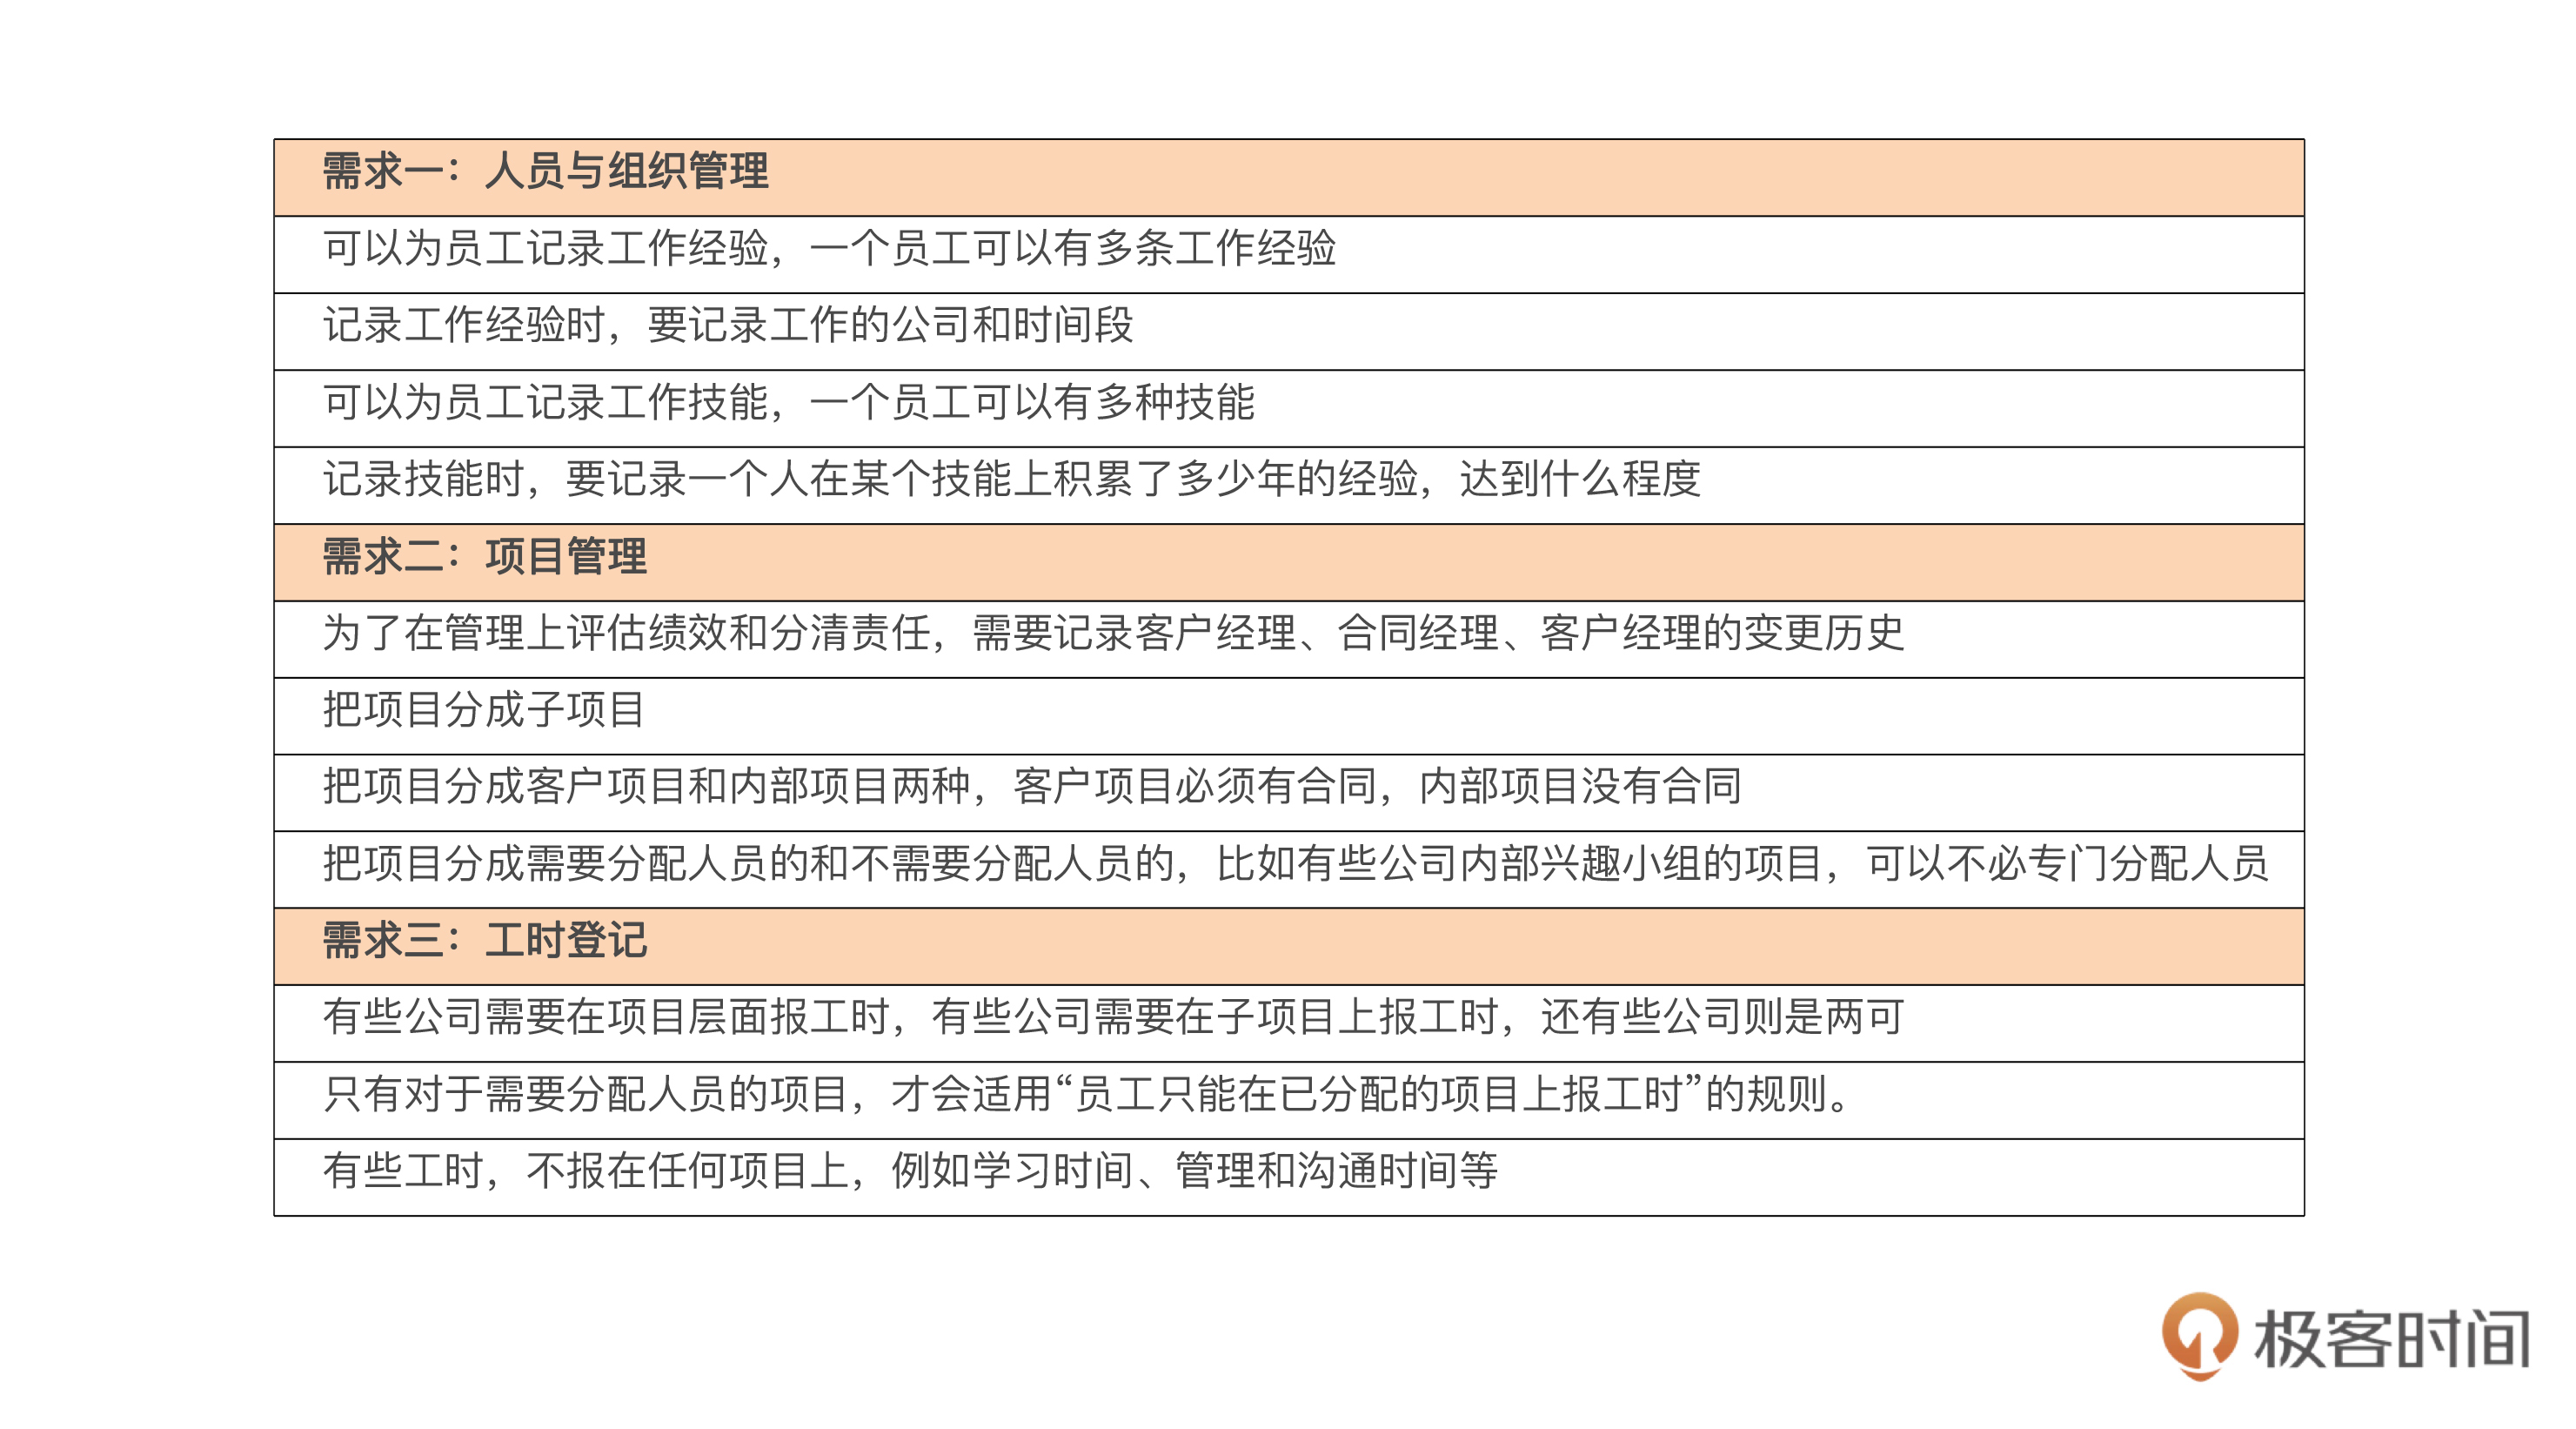 需求一：人员与组织管理
可以为员工记录工作经验，一个员工可以有多条工作经验
记录工作经验时，要记录工作的公司和时间段
可以为员工记录工作技能，一个员工可以有多种技能
记录技能时，要记录一个人在某个技能上积累了多少年的经验，达到什么程度
需求二：项目管理
为了在管理上评估绩效和分清责任，需要记录客户经理、合同经理、客户经理的变更历史
把项目分成子项目
把项目分成客户项目和内部项目两种，客户项目必须有合同，内部项目没有合同
把项目分成需要分配人员的和不需要分配人员的，比如有些公司内部兴趣小组的项目，可以不必专门分配人员
需求三：工时登记
有些公司需要在项目层面报工时，有些公司需要在子项目上报工时，还有些公司则是两可
只有对于需要分配人员的项目，才会适用“员工只能在已分配的项目上报工时”的规则。
有些工时，不报在任何项目上，例如学习时间、管理和沟通时间等
极客时间